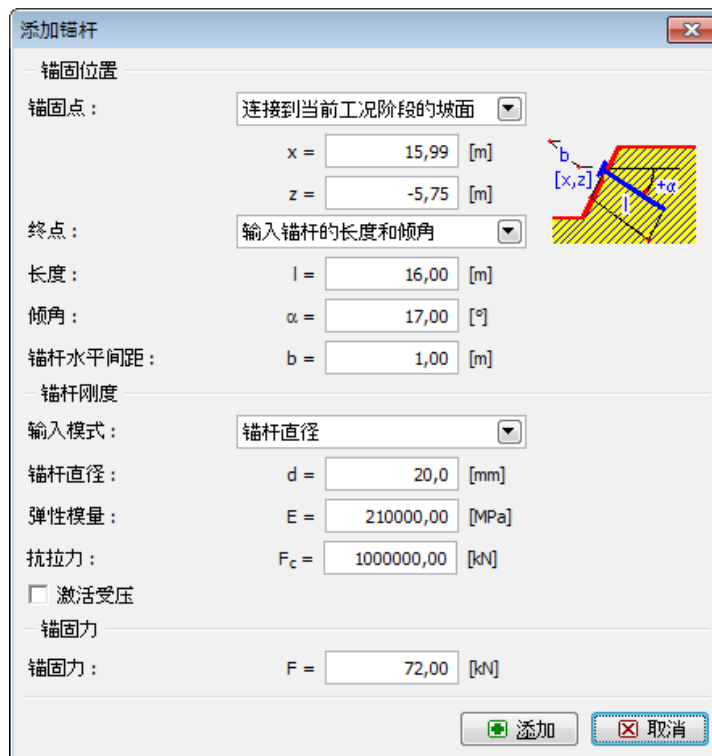 添加锚杆
锚固位置
锚固点： 连接到当前工况阶段的坡面
x = 15,99 [m]
z = -5,75 [m]
b
[x,z]
+α
l
终点： 输入锚杆的长度和倾角
长度： l = 16,00 [m]
倾角： α = 17,00 [°]
锚杆水平间距： b = 1,00 [m]
锚杆刚度
输入模式： 锚杆直径
锚杆直径： d = 20,0 [mm]
弹性模量： E = 210000,00 [MPa]
抗拉力： Fc = 1000000,00 [kN]
激活受压
锚固力
锚固力： F = 72,00 [kN]
添加 取消